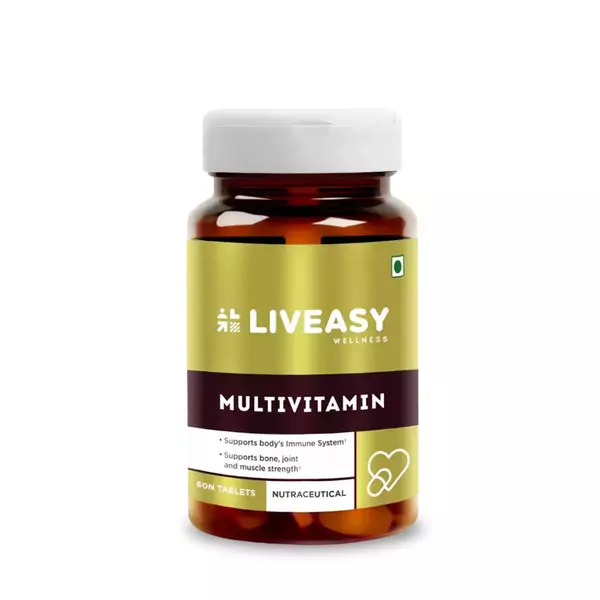 LIVEASY
WELLNESS
MULTIVITAMIN
• Supports body's Immune System†
• Supports bone, joint
and muscle strength†
60N TABLETS
NUTRACEUTICAL